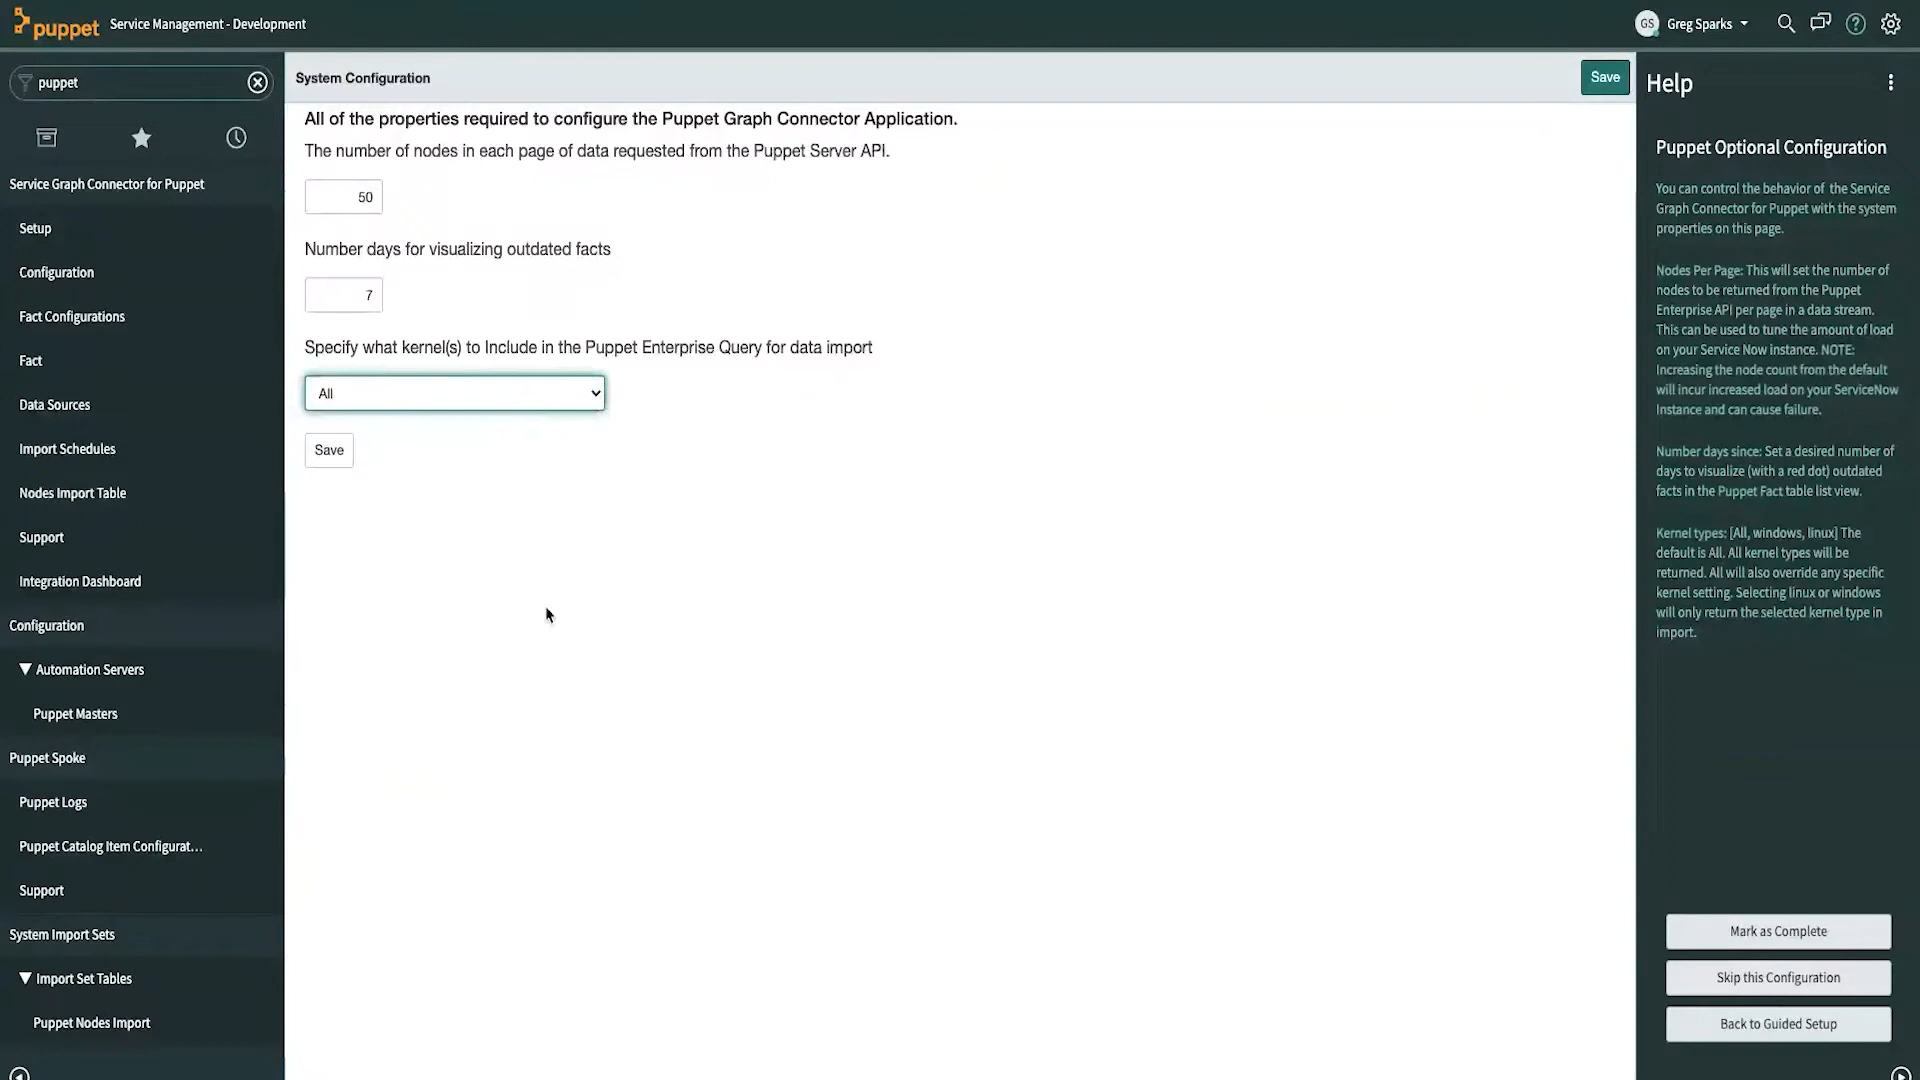 puppet
Service Management - Development
GS
Greg Sparks
puppet
Service Graph Connector for Puppet
Setup
Configuration
Fact Configurations
Fact
Data Sources
Import Schedules
Nodes Import Table
Support
Integration Dashboard
Configuration
Automation Servers
Puppet Masters
Puppet Spoke
Puppet Logs
Puppet Catalog Item Configurat...
Support
System Import Sets
Import Set Tables
Puppet Nodes Import
System Configuration
Save
All of the properties required to configure the Puppet Graph Connector Application.
The number of nodes in each page of data requested from the Puppet Server API.
50
Number days for visualizing outdated facts
7
Specify what kernel(s) to Include in the Puppet Enterprise Query for data import
All
Save
Help
Puppet Optional Configuration
You can control the behavior of the Service
Graph Connector for Puppet with the system
properties on this page.
Nodes Per Page: This will set the number of
nodes to be returned from the Puppet
Enterprise API per page in a data stream.
This can be used to tune the amount of load
on your Service Now instance. NOTE:
Increasing the node count from the default
will incur increased load on your ServiceNow
Instance and can cause failure.
Number days since: Set a desired number of
days to visualize (with a red dot) outdated
facts in the Puppet Fact table list view.
Kernel types: [All, windows, linux] The
default is All. All kernel types will be
returned. All will also override any specific
kernel setting. Selecting linux or windows
will only return the selected kernel type in
import.
Mark as Complete
Skip this Configuration
Back to Guided Setup